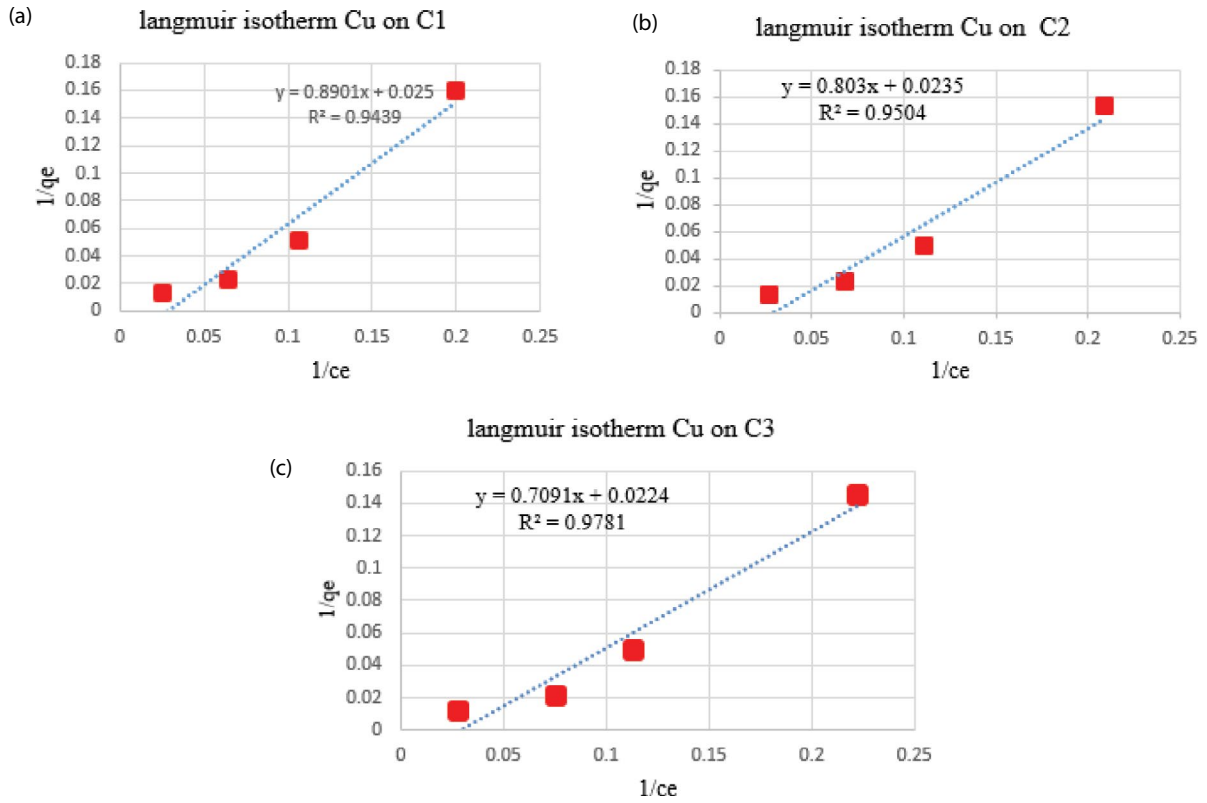 (a)
langmuir isotherm Cu on C1
y = 0.8901x + 0.025
R² = 0.9439
0.18
0.16
0.14
0.12
0.1
0.08
0.06
0.04
0.02
0
1/qe
0 0.05 0.1 0.15 0.2 0.25
1/ce
(b)
langmuir isotherm Cu on C2
y = 0.803x + 0.0235
R² = 0.9504
0.18
0.16
0.14
0.12
0.1
0.08
0.06
0.04
0.02
0
1/qe
0 0.05 0.1 0.15 0.2 0.25
1/ce
(c)
langmuir isotherm Cu on C3
y = 0.7091x + 0.0224
R² = 0.9781
0.16
0.14
0.12
0.1
0.08
0.06
0.04
0.02
0
1/qe
0 0.05 0.1 0.15 0.2 0.25
1/ce